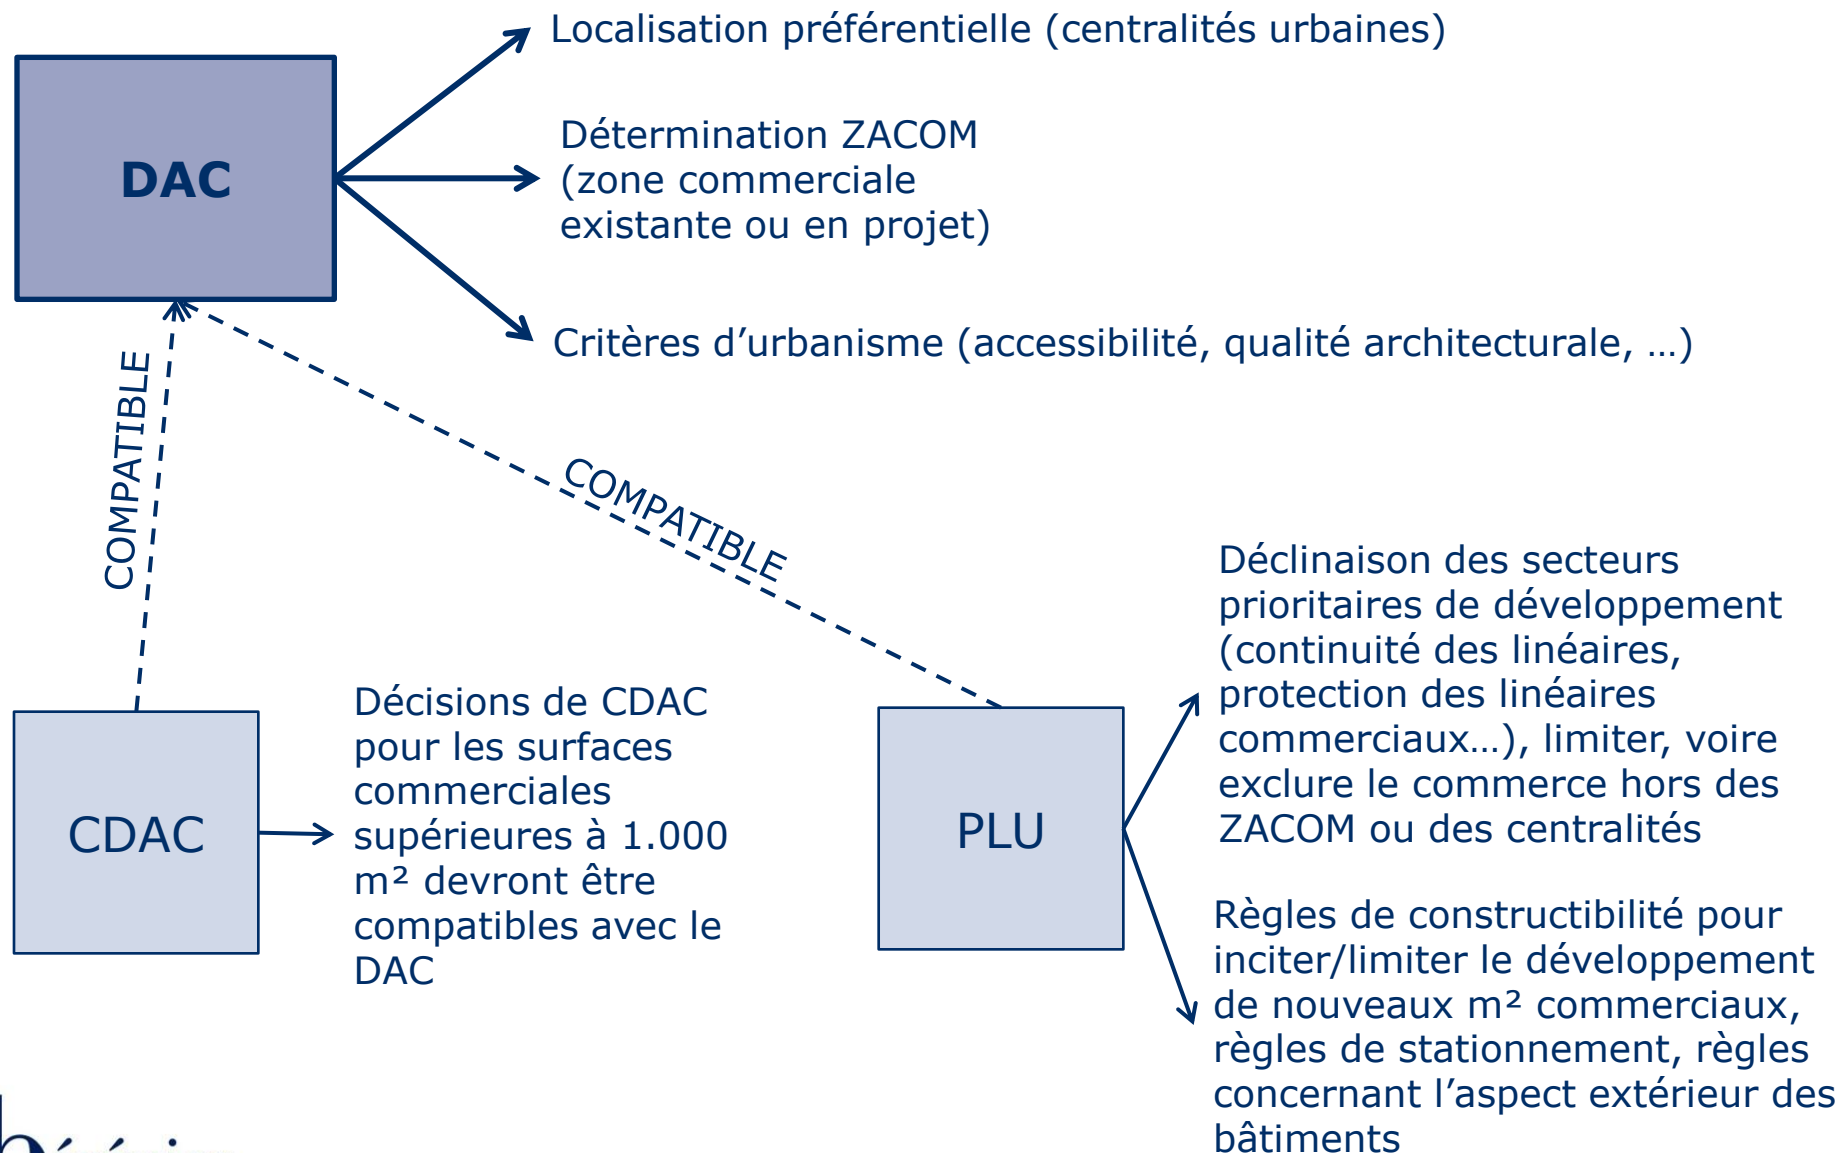 Localisation préférentielle (centralités urbaines)
DAC
Détermination ZACOM
(zone commerciale
existante ou en projet)
Critères d’urbanisme (accessibilité, qualité architecturale, …)
COMPATIBLE
COMPATIBLE
CDAC
Décisions de CDAC
pour les surfaces
commerciales
supérieures à 1.000
m² devront être
compatibles avec le
DAC
PLU
Déclinaison des secteurs
prioritaires de développement
(continuité des linéaires,
protection des linéaires
commerciaux…), limiter, voire
exclure le commerce hors des
ZACOM ou des centralités
Règles de constructibilité pour
inciter/limiter le développement
de nouveaux m² commerciaux,
règles de stationnement, règles
concernant l’aspect extérieur des
bâtiments